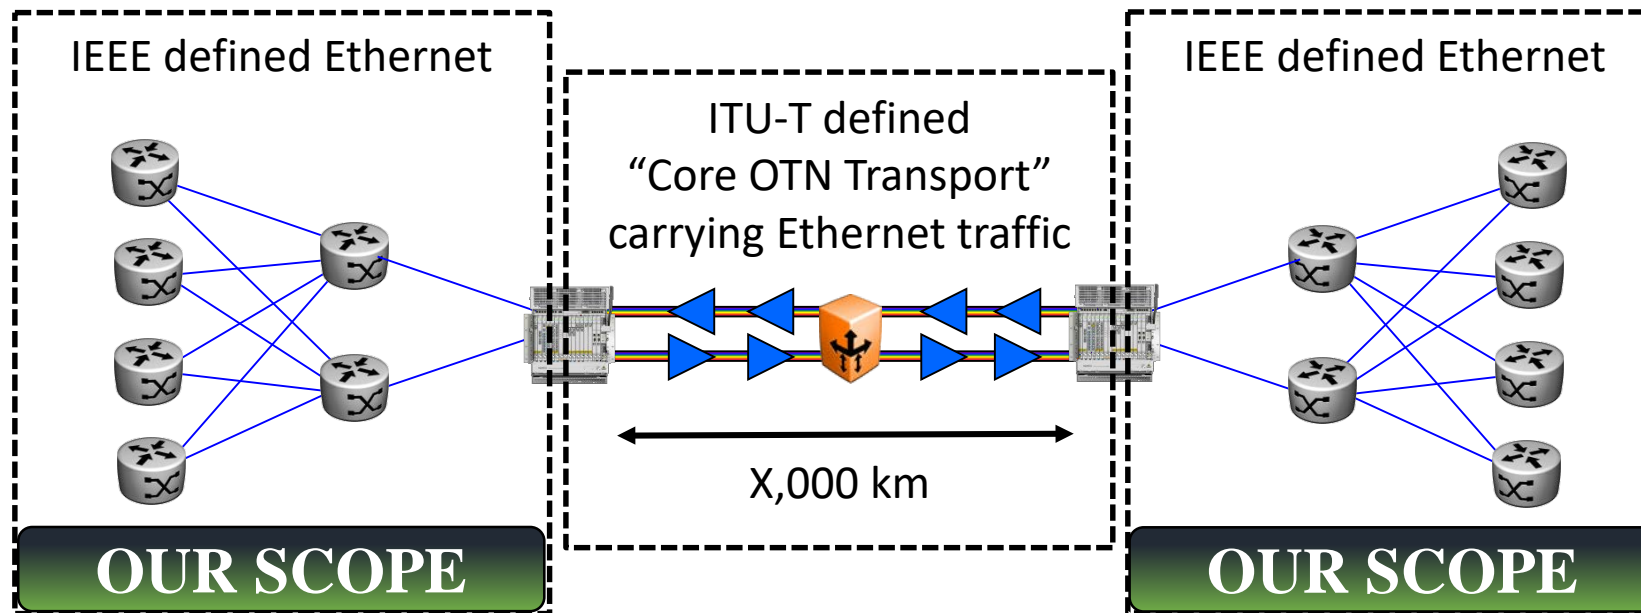 IEEE defined Ethernet
ITU-T defined
“Core OTN Transport”
carrying Ethernet traffic
X,000 km
OUR SCOPE
IEEE defined Ethernet
OUR SCOPE